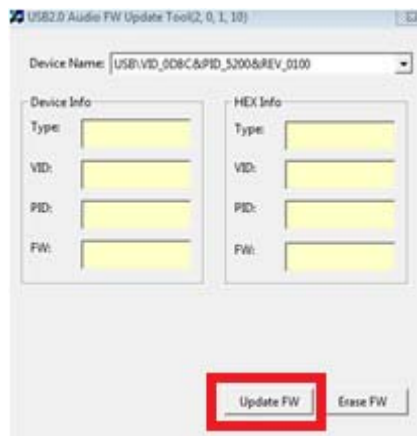 USB2.0 Audio FW Update Tool(2, 0, 1, 10)
Device Name: USB\VID_0D8C&PID_5200&REV_0100
Device Info
HEX Info
Type:
Type:
VID:
VID:
PID:
PID:
FW:
FW:
Update FW
Erase FW